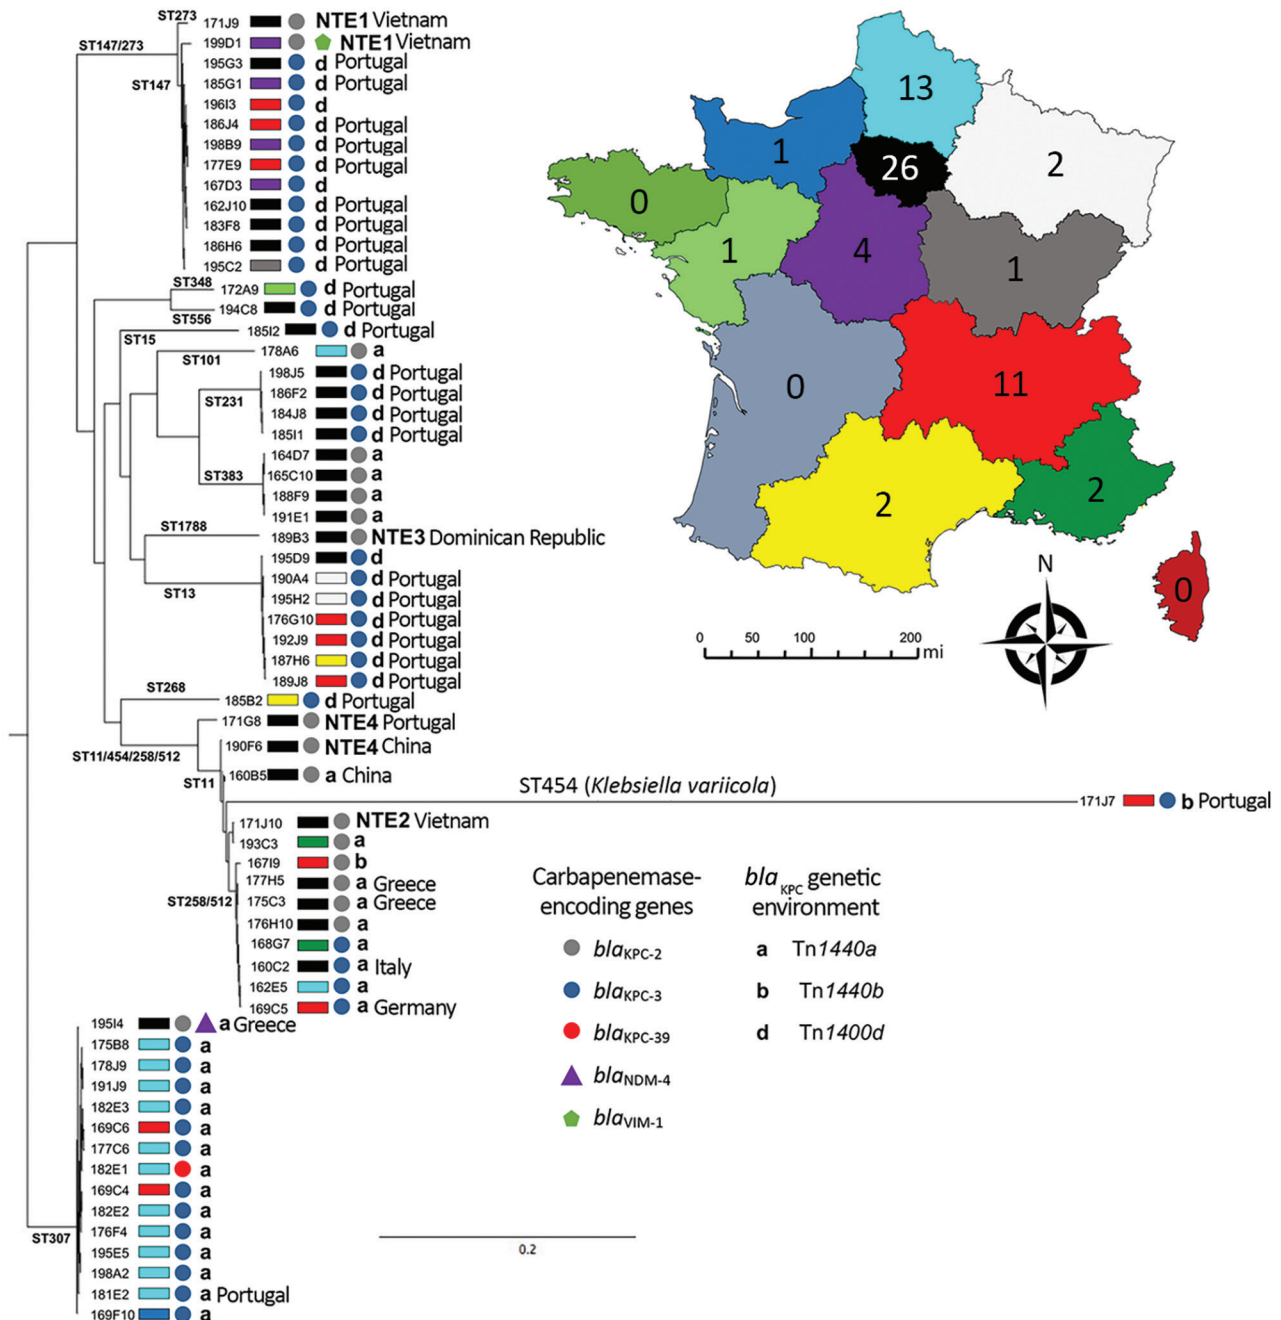 ST273
171J9 NTE1 Vietnam
ST147/273
199D1 NTE1 Vietnam
195G3 d Portugal
ST147
185G1 d Portugal
196I3 d
186J4 d Portugal
198B9 d Portugal
177E9 d Portugal
167D3 d
162J10 d Portugal
183F8 d Portugal
186H6 d Portugal
195C2 d Portugal
ST348
172A9 d Portugal
194C8 d Portugal
ST556
185I2 d Portugal
ST15
178A6 a
ST101
198J5 d Portugal
186F2 d Portugal
ST231
184J8 d Portugal
185I1 d Portugal
164D7 a
ST383
165C10 a
188F9 a
191E1 a
ST1788
189B3 NTE3 Dominican Republic
195D9 d
190A4 d Portugal
ST13
195H2 d Portugal
176G10 d Portugal
192J9 d Portugal
187H6 d Portugal
189J8 d Portugal
ST268
185B2 d Portugal
171G8 NTE4 Portugal
ST11/454/258/512
190F6 NTE4 China
ST11
160B5 a China
ST454 (Klebsiella variicola)
171J7 b Portugal
171J10 NTE2 Vietnam
193C3 a
167I9 b
177H5 a Greece
ST258/512
175C3 a Greece
176H10 a
168G7 a
160C2 a Italy
162E5 a
169C5 a Germany
195I4 a Greece
175B8 a
178J9 a
191J9 a
182E3 a
169C6 a
177C6 a
182E1 a
169C4 a
182E2 a
176F4 a
ST307
195E5 a
198A2 a
181E2 a Portugal
169F10 a
0.2
13
1
26
2
0
1
4
1
0
11
2
2
0
N
0 50 100 200 mi
Carbapenemase-
encoding genes
blaKPC-2
blaKPC-3
blaKPC-39
blaNDM-4
blaVIM-1
blaKPC genetic
environment
a Tn1440a
b Tn1440b
d Tn1400d